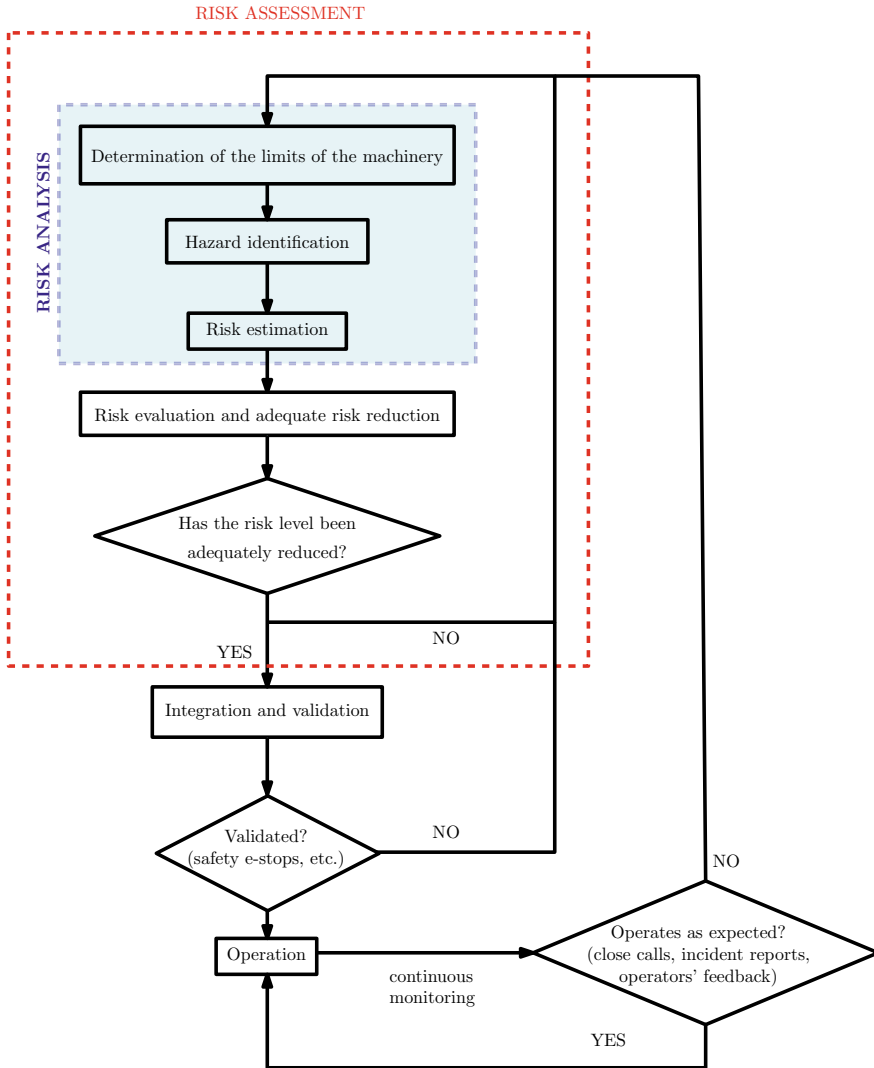 RISK ASSESSMENT
RISK ANALYSIS
Determination of the limits of the machinery
Hazard identification
Risk estimation
Risk evaluation and adequate risk reduction
Has the risk level been
adequately reduced?
NO
YES
Integration and validation
Validated?
(safety e-stops, etc.)
NO
NO
Operation
continuous
monitoring
Operates as expected?
(close calls, incident reports,
operators' feedback)
YES